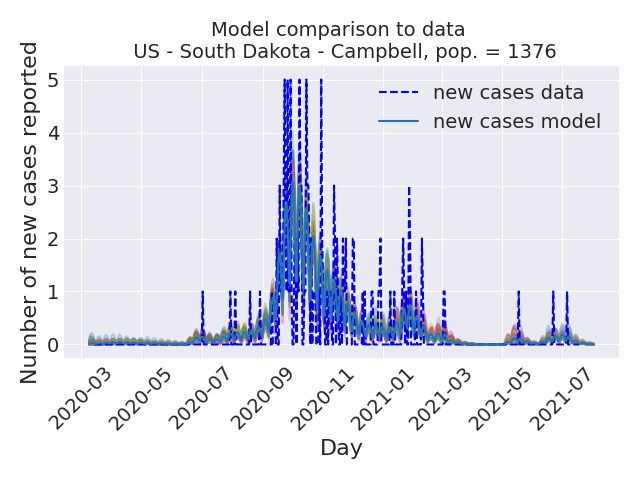 Model comparison to data
US - South Dakota - Campbell, pop. = 1376
Number of new cases reported
5
4
3
2
1
0
new cases data
new cases model
2020-03
2020-05
2020-07
2020-09
2020-11
2021-01
2021-03
2021-05
2021-07
Day